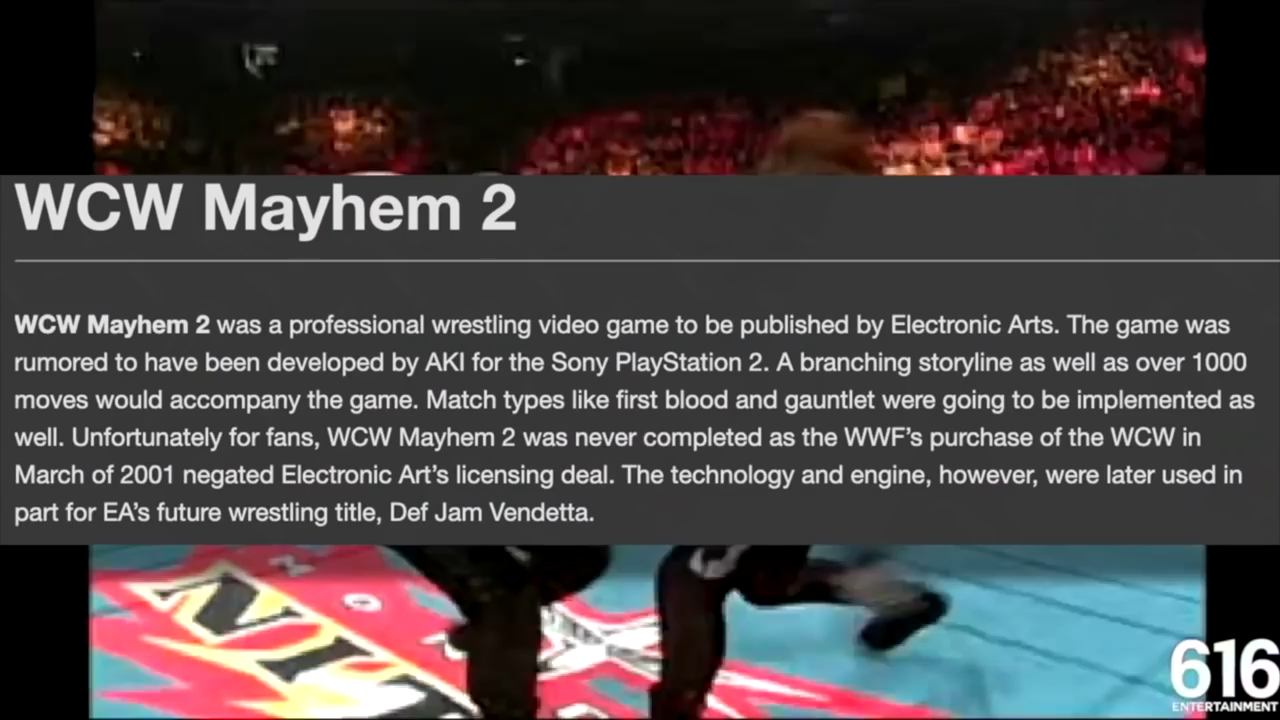 WCW Mayhem 2
WCW Mayhem 2 was a professional wrestling video game to be published by Electronic Arts. The game was
rumored to have been developed by AKI for the Sony PlayStation 2. A branching storyline as well as over 1000
moves would accompany the game. Match types like first blood and gauntlet were going to be implemented as
well. Unfortunately for fans, WCW Mayhem 2 was never completed as the WWF’s purchase of the WCW in
March of 2001 negated Electronic Art’s licensing deal. The technology and engine, however, were later used in
part for EA’s future wrestling title, Def Jam Vendetta.
616
ENTERTAINMENT